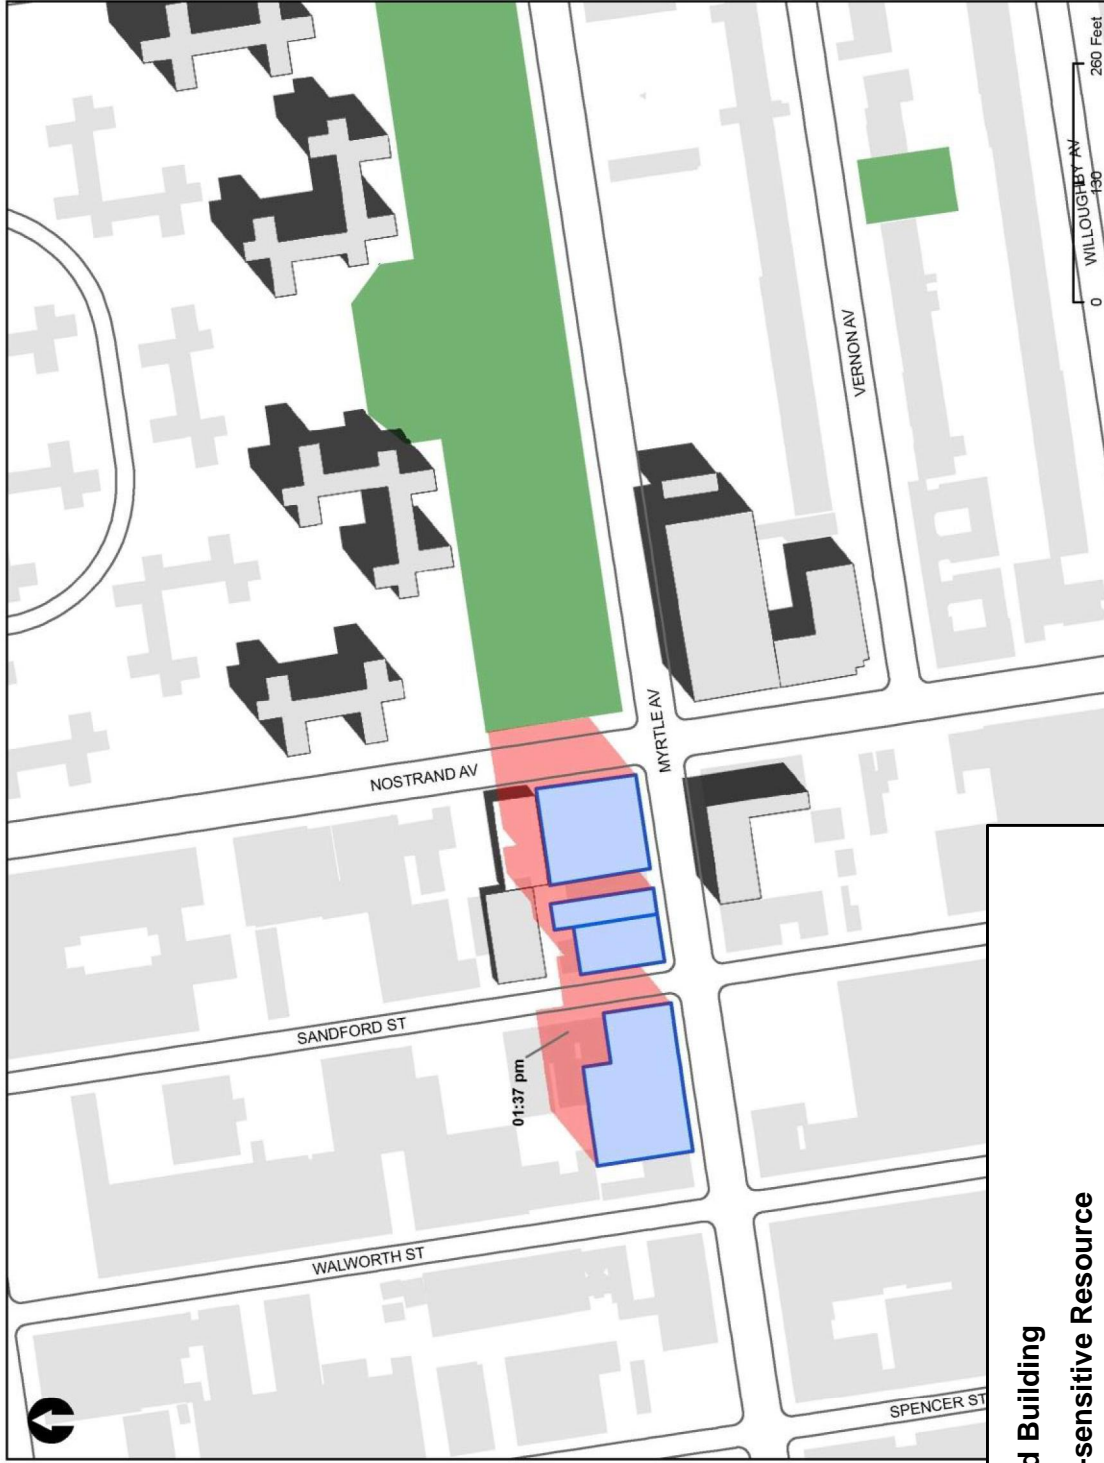 NOSTRAND AV
MYRTLE AV
VERNON AV
WILLOUGHBY AV
0
130
260 Feet
SANDFORD ST
01:37 pm
WALWORTH ST
SPENCER ST
d Building
-sensitive Resource